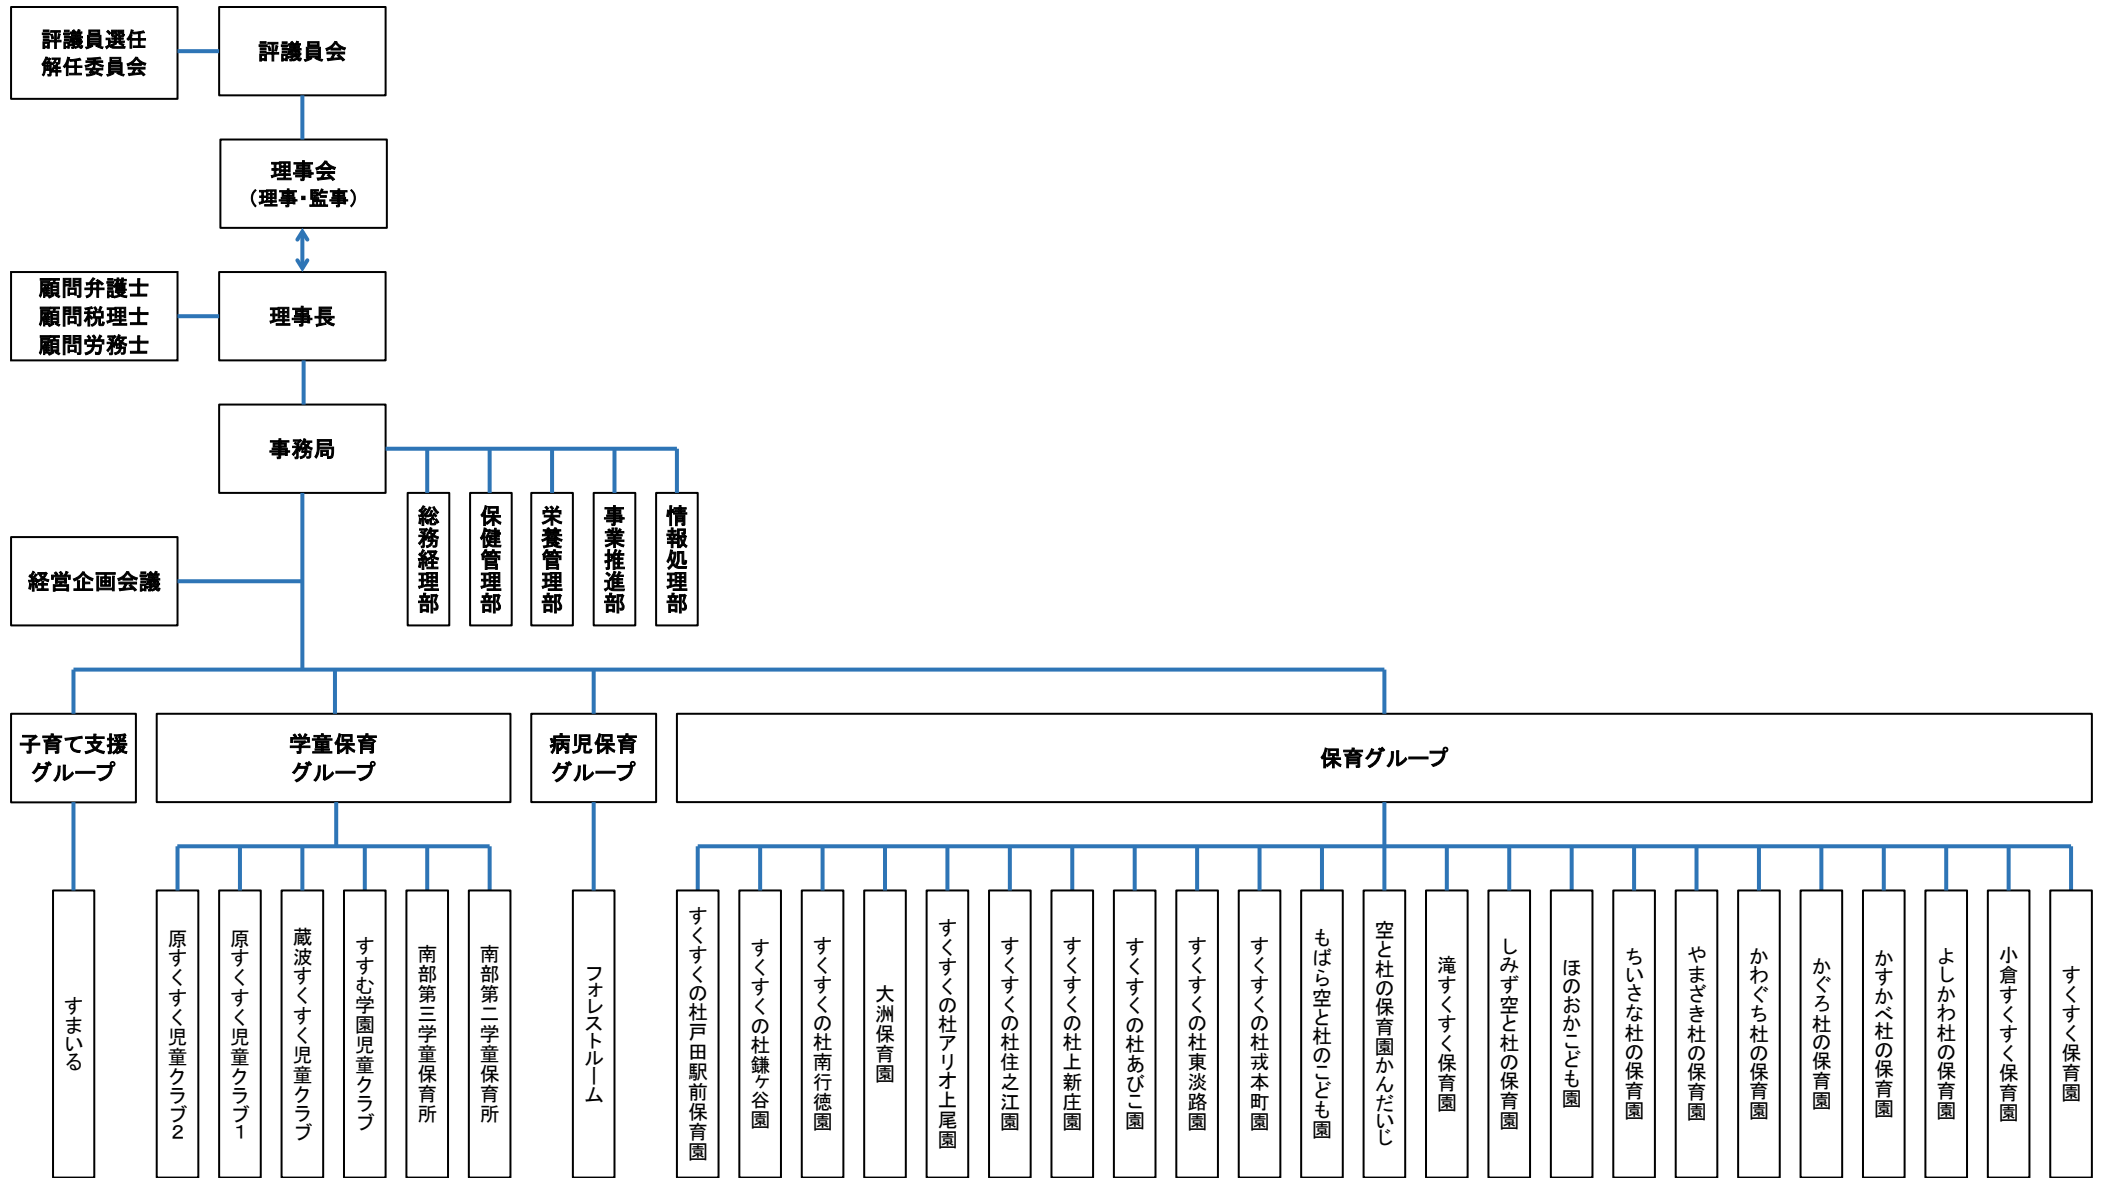 評議員選任
解任委員会
評議員会
理事会
（理事・監事）
顧問弁護士
顧問税理士
顧問労務士
理事長
事務局
総務経理部
保健管理部
栄養管理部
事業推進部
情報処理部
経営企画会議
子育て支援
グループ
学童保育
グループ
病児保育
グループ
保育グループ
すまいる
原すくすく児童クラブ２
原すくすく児童クラブ１
蔵波すくすく児童クラブ
すすむ学園児童クラブ
南部第三学童保育所
南部第二学童保育所
フォレストルーム
すくすくの杜戸田駅前保育園
すくすくの杜鎌ケ谷園
すくすくの杜南行徳園
大洲保育園
すくすくの杜アリオ上尾園
すくすくの杜住之江園
すくすくの杜上新庄園
すくすくの杜あびこ園
すくすくの杜東淡路園
すくすくの杜戎本町園
もばら空と杜のこども園
空と杜の保育園かんだいじ
滝すくすく保育園
しみず空と杜の保育園
ほのおかこども園
ちいさな杜の保育園
やまざき杜の保育園
かわぐち杜の保育園
かぐろ杜の保育園
かすかべ杜の保育園
よしかわ杜の保育園
小倉すくすく保育園
すくすく保育園